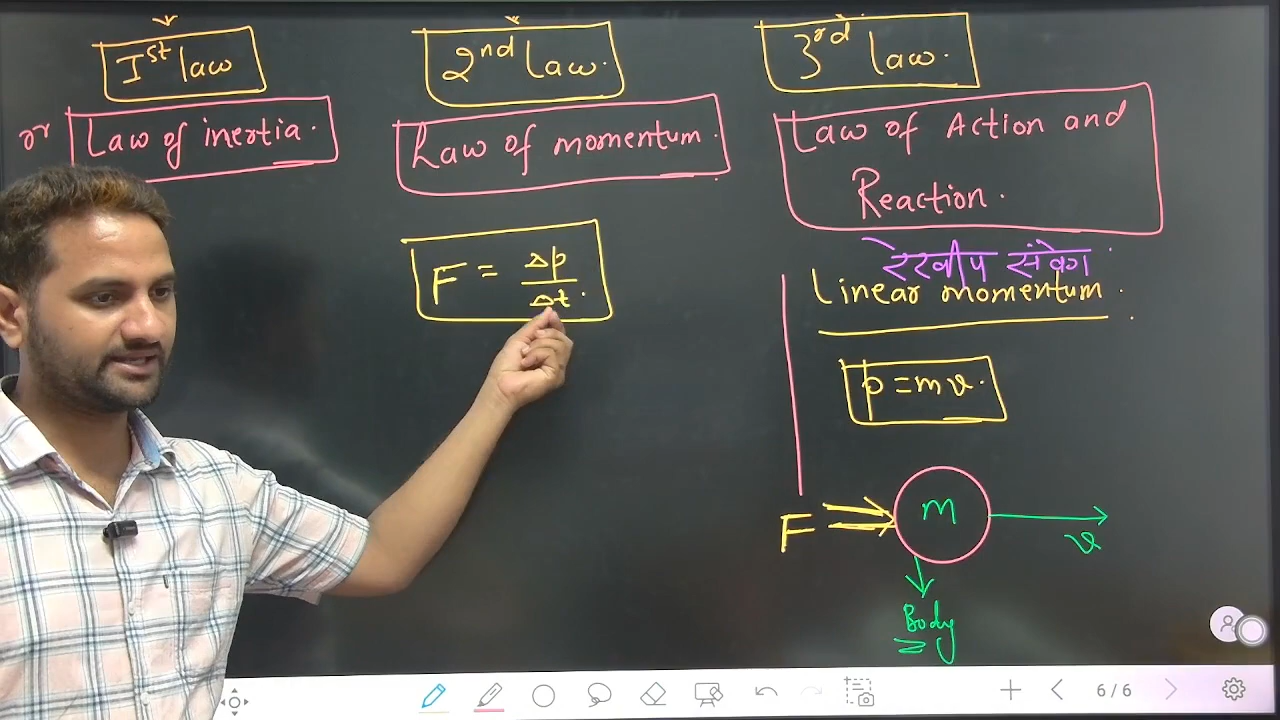 Ist law
2nd Law.
3rd Law.
or Law of inertia.
Law of momentum.
Law of Action and
Reaction.
F = Δp
Δt.
रेखीय संवेग
Linear momentum.
p = mv.
F
m
v
Body
6/6